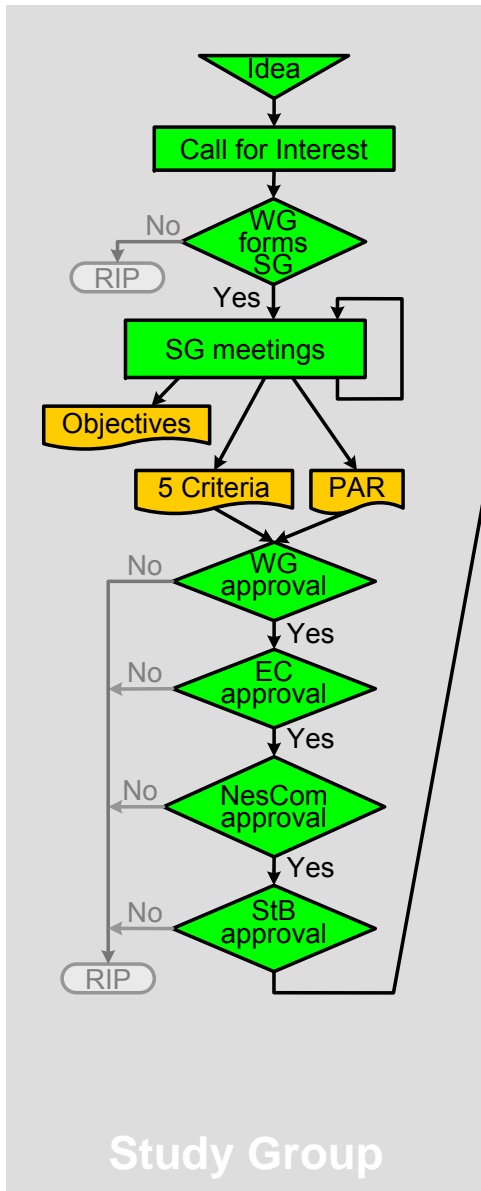 Idea
Call for Interest
No
WG
forms
SG
RIP
Yes
SG meetings
Objectives
5 Criteria
PAR
No
WG
approval
Yes
No
EC
approval
Yes
No
NesCom
approval
Yes
No
StB
approval
RIP
Study Group